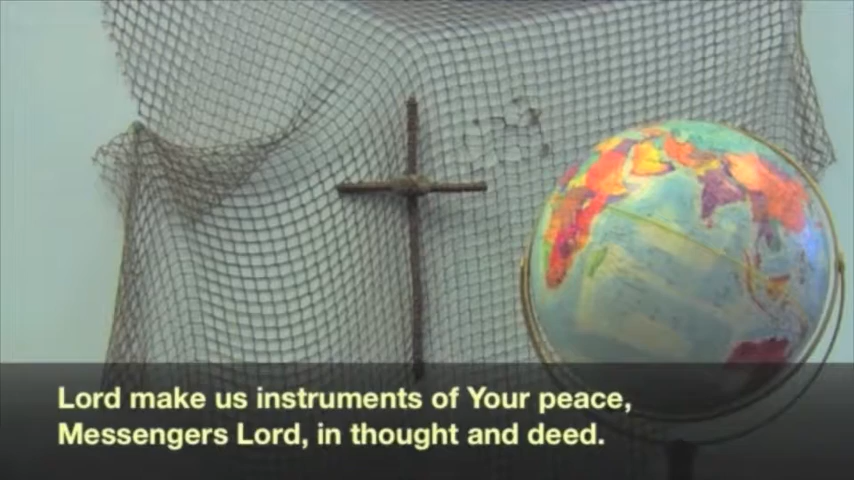 Lord make us instruments of Your peace,
Messengers Lord, in thought and deed.